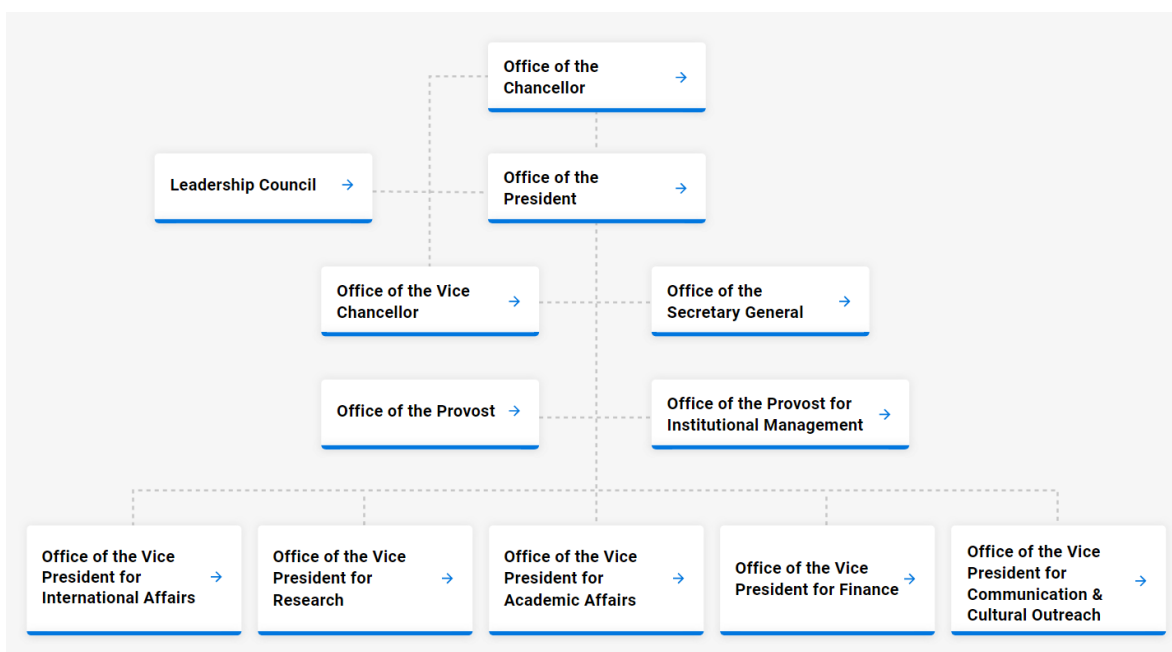 Office of the
Chancellor
Leadership Council
Office of the
President
Office of the Vice
Chancellor
Office of the
Secretary General
Office of the Provost
Office of the Provost for
Institutional Management
Office of the Vice
President for
International Affairs
Office of the Vice
President for
Research
Office of the Vice
President for
Academic Affairs
Office of the Vice
President for Finance
Office of the Vice
President for
Communication &
Cultural Outreach